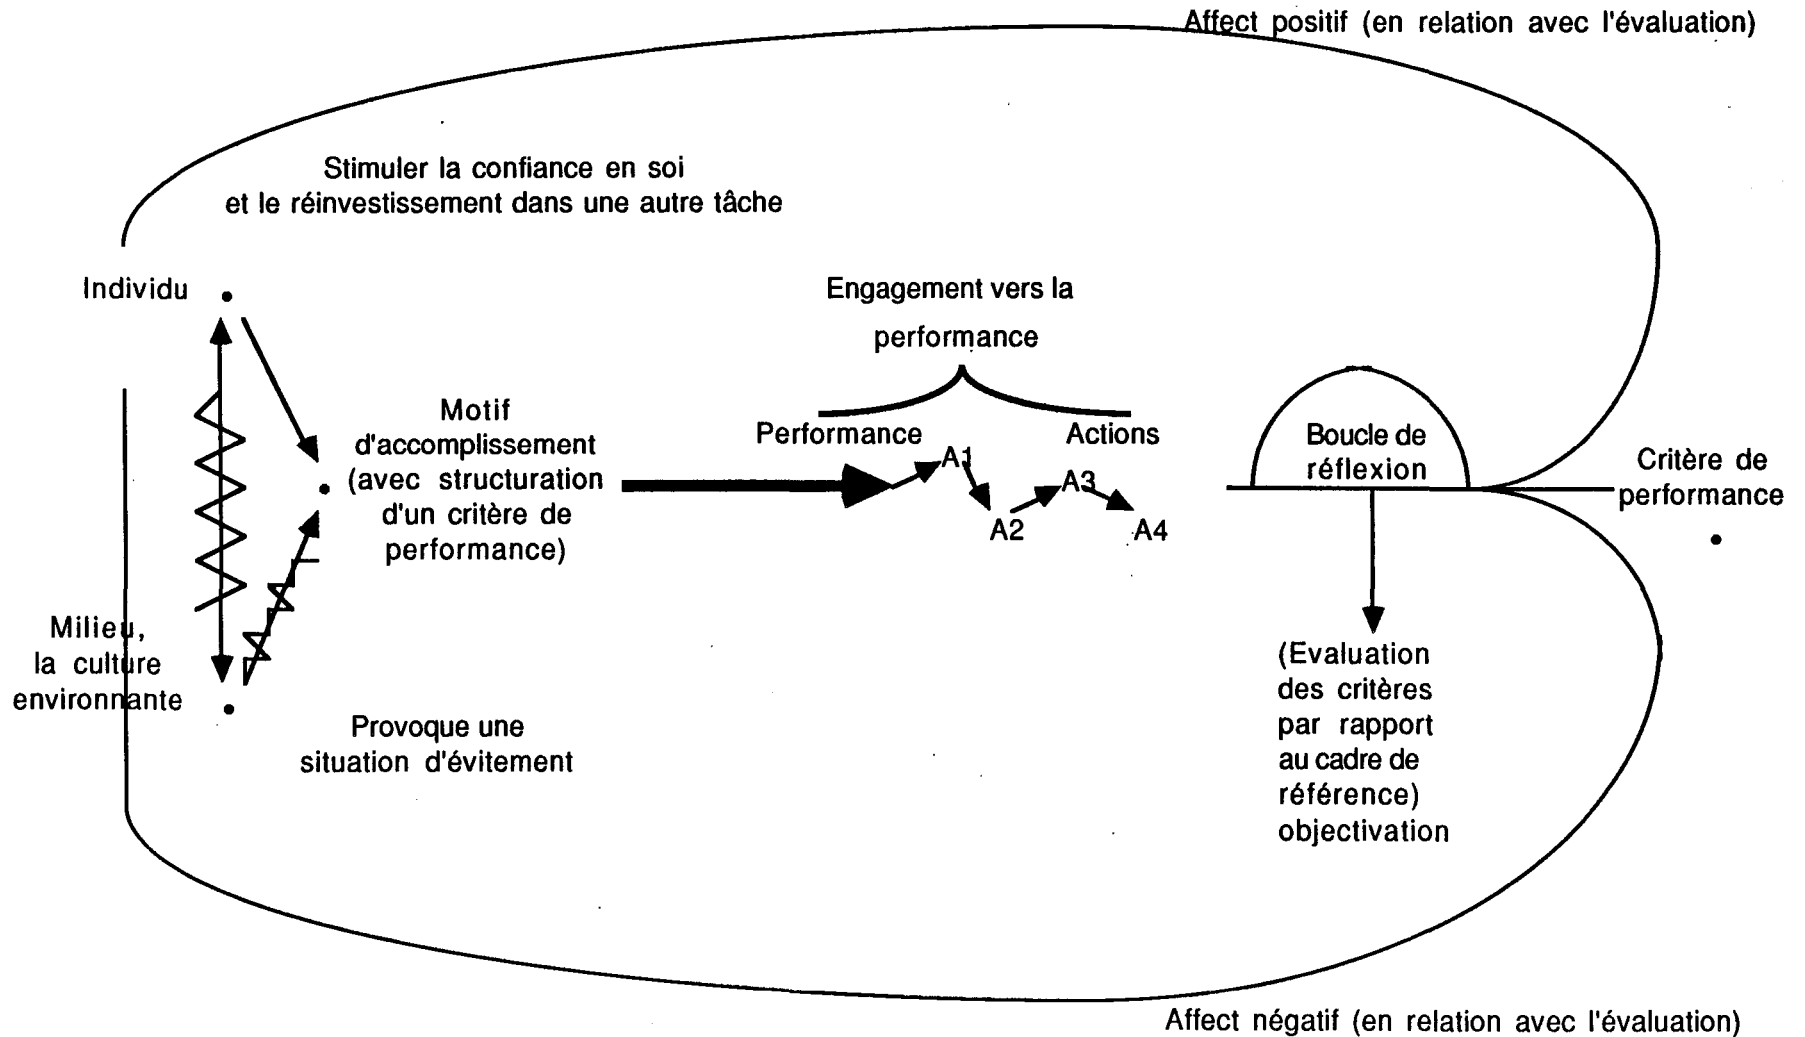 Affect positif (en relation avec l'évaluation)
Stimuler la confiance en soi
et le réinvestissement dans une autre tâche
Individu
Engagement vers la
performance
Motif
d'accomplissement
(avec structuration
d'un critère de
performance)
Performance
Actions
A1
A2
A3
A4
Boucle de
réflexion
Critère de
performance
Milieu,
la culture
environnante
Provoque une
situation d'évitement
(Evaluation
des critères
par rapport
au cadre de
référence)
objectivation
Affect négatif (en relation avec l'évaluation)